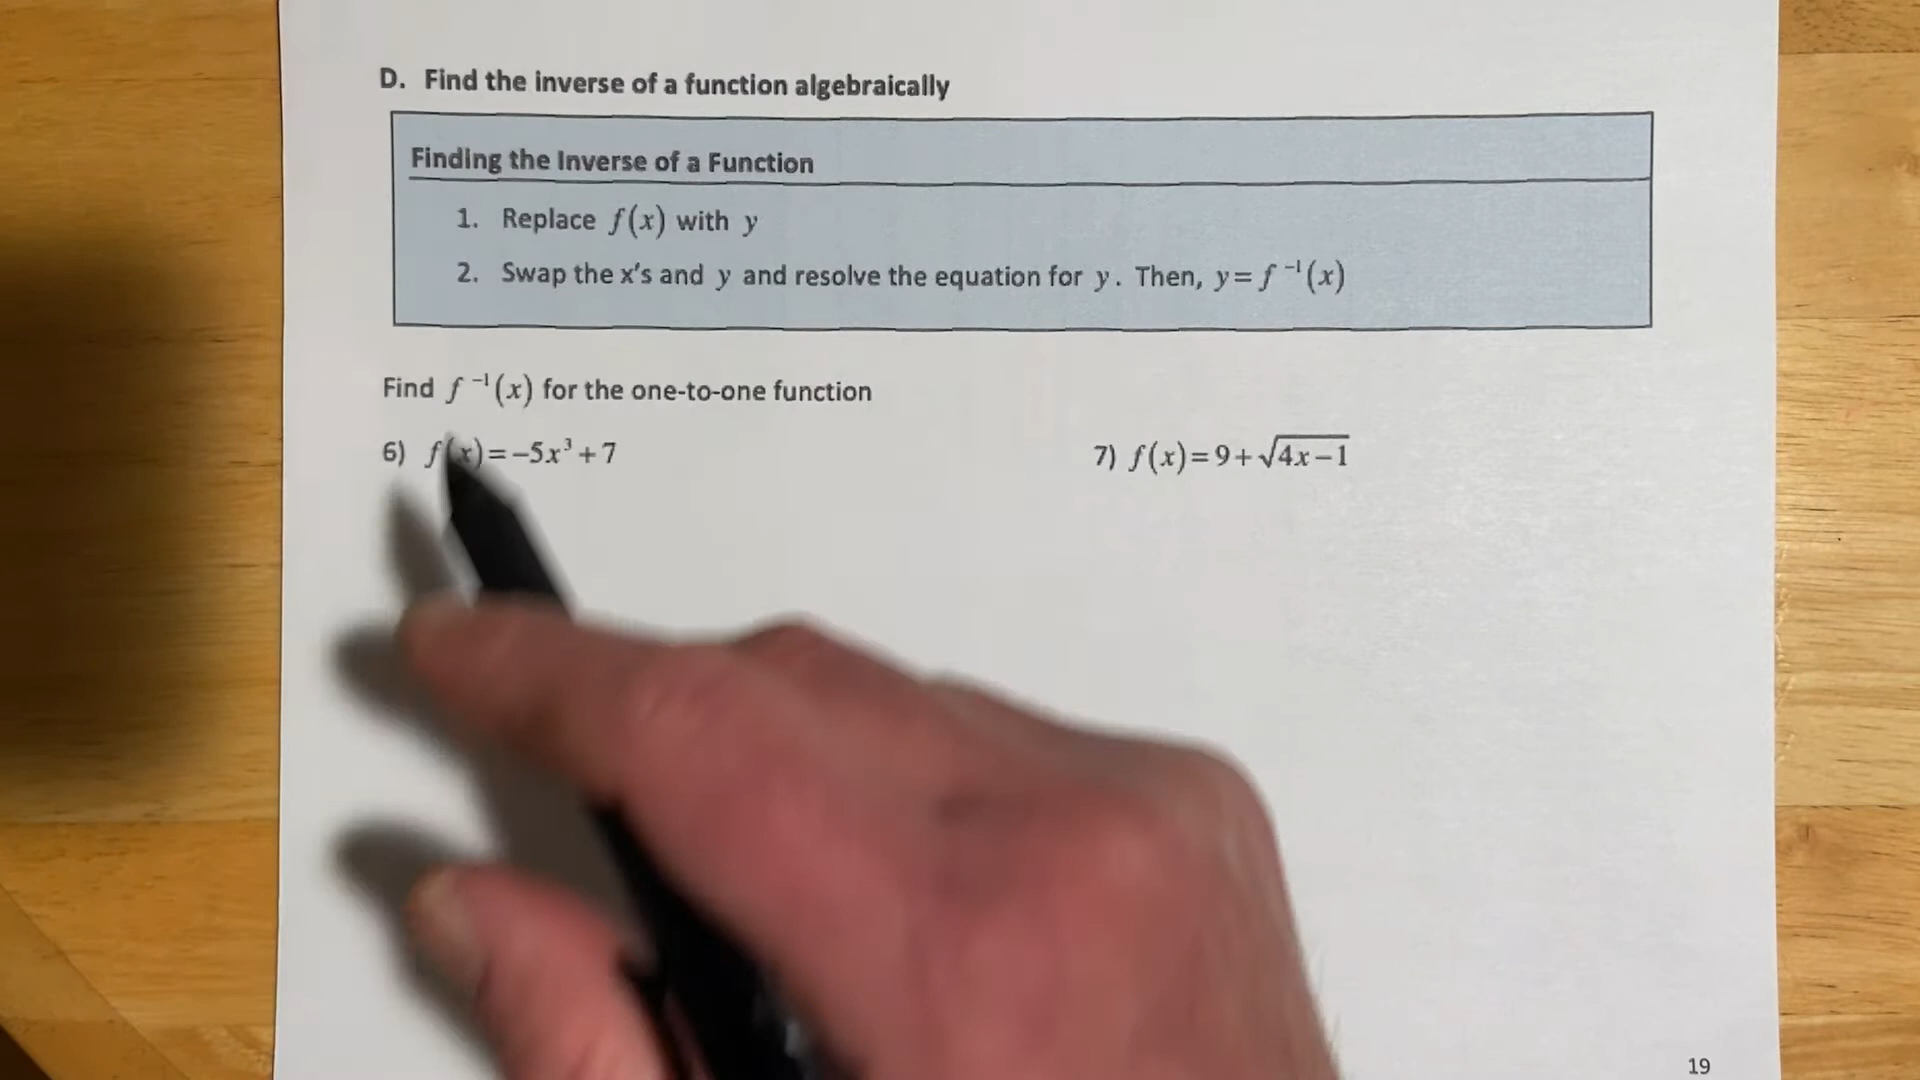 D. Find the inverse of a function algebraically
Finding the Inverse of a Function
1. Replace f(x) with y
2. Swap the x's and y and resolve the equation for y. Then, y=f⁻¹(x)
Find f⁻¹(x) for the one-to-one function
6) f(x)=−5x³+7
7) f(x)=9+√(4x−1)
19